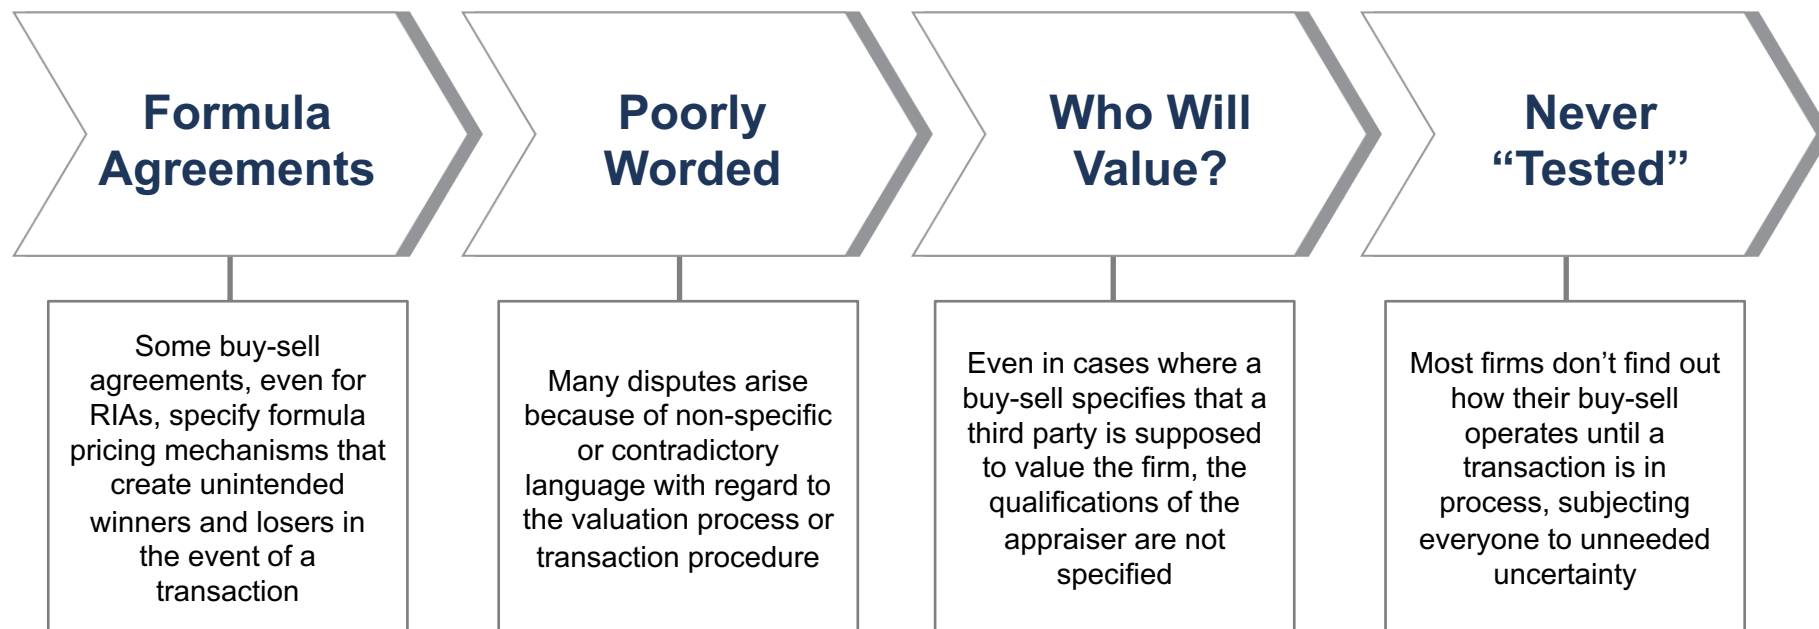 Formula
Agreements
Some buy-sell
agreements, even for
RIAs, specify formula
pricing mechanisms that
create unintended
winners and losers in
the event of a
transaction
Poorly
Worded
Many disputes arise
because of non-specific
or contradictory
language with regard to
the valuation process or
transaction procedure
Who Will
Value?
Even in cases where a
buy-sell specifies that a
third party is supposed
to value the firm, the
qualifications of the
appraiser are not
specified
Never
“Tested”
Most firms don’t find out
how their buy-sell
operates until a
transaction is in
process, subjecting
everyone to unneeded
uncertainty